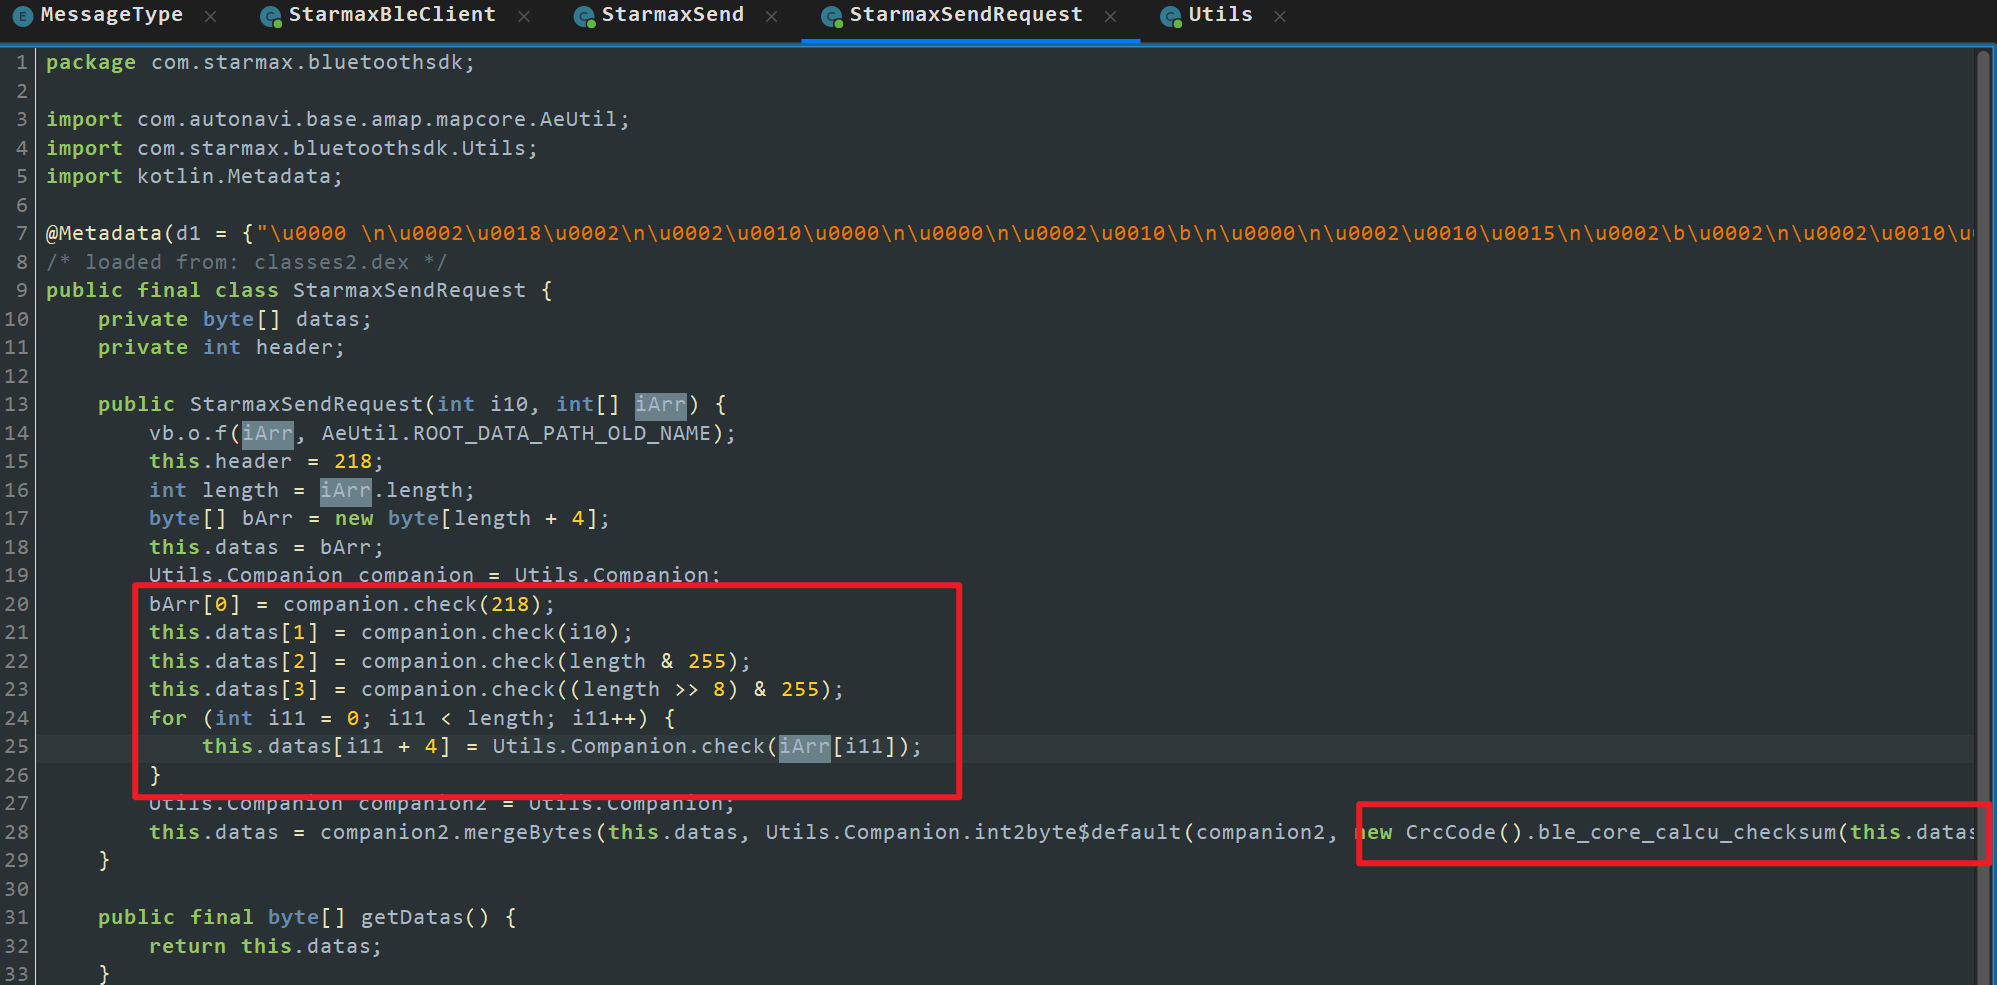 MessageType × StarmaxBleClient × StarmaxSend × StarmaxSendRequest × Utils ×
1 package com.starmax.bluetoothsdk;
2
3 import com.autonavi.base.amap.mapcore.AeUtil;
4 import com.starmax.bluetoothsdk.Utils;
5 import kotlin.Metadata;
6
7 @Metadata(d1 = {"\u0000 \n\u0002\u0018\u0002\n\u0002\u0010\u0000\n\u0000\n\u0002\u0010\b\n\u0000\n\u0002\u0010\u0015\n\u0002\b\u0002\n\u0002\u0010\u
8 /* loaded from: classes2.dex */
9 public final class StarmaxSendRequest {
10 private byte[] datas;
11 private int header;
12
13 public StarmaxSendRequest(int i10, int[] iArr) {
14 vb.o.f(iArr, AeUtil.ROOT_DATA_PATH_OLD_NAME);
15 this.header = 218;
16 int length = iArr.length;
17 byte[] bArr = new byte[length + 4];
18 this.datas = bArr;
19 Utils.Companion companion = Utils.Companion;
20 bArr[0] = companion.check(218);
21 this.datas[1] = companion.check(i10);
22 this.datas[2] = companion.check(length & 255);
23 this.datas[3] = companion.check((length >> 8) & 255);
24 for (int i11 = 0; i11 < length; i11++) {
25 this.datas[i11 + 4] = Utils.Companion.check(iArr[i11]);
26 }
27 Utils.Companion companion2 = Utils.Companion;
28 this.datas = companion2.mergeBytes(this.datas, Utils.Companion.int2byte$default(companion2, new CrcCode().ble_core_calcu_checksum(this.datas
29 }
30
31 public final byte[] getDatas() {
32 return this.datas;
33 }